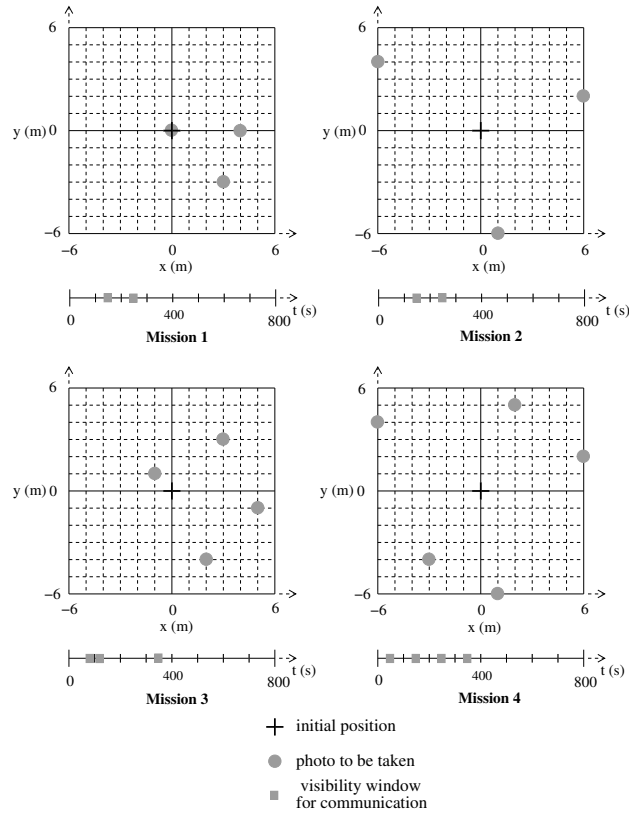 6 6
y (m) 0 y (m) 0
−6 −6
−6 0 6 −6 0 6
x (m) x (m)
0 400 800 t (s) 0 400 800 t (s)
Mission 1 Mission 2
6 6
y (m) 0 y (m) 0
−6 −6
−6 0 6 −6 0 6
x (m) x (m)
0 400 800 t (s) 0 400 800 t (s)
Mission 3 Mission 4
initial position
photo to be taken
visibility window
for communication